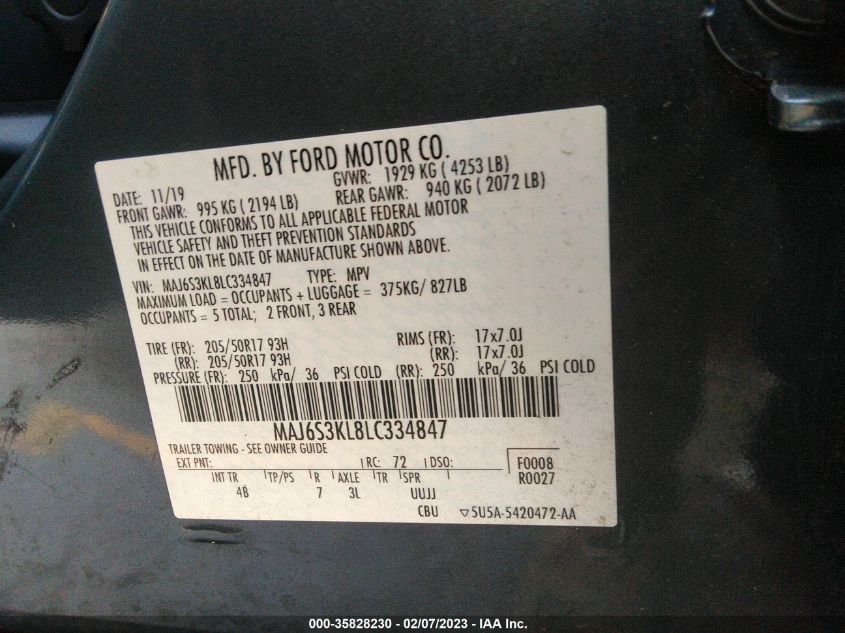 MFD. BY FORD MOTOR CO.
DATE: 11/19 GVWR: 1929 KG ( 4253 LB)
FRONT GAWR: 995 KG ( 2194 LB) REAR GAWR: 940 KG ( 2072 LB)
THIS VEHICLE CONFORMS TO ALL APPLICABLE FEDERAL MOTOR
VEHICLE SAFETY AND THEFT PREVENTION STANDARDS
IN EFFECT ON THE DATE OF MANUFACTURE SHOWN ABOVE.
VIN: MAJ6S3KL8LC334847 TYPE: MPV
MAXIMUM LOAD = OCCUPANTS + LUGGAGE = 375KG/ 827LB
OCCUPANTS = 5 TOTAL; 2 FRONT, 3 REAR
TIRE (FR): 205/50R17 93H RIMS (FR): 17x7.0J
(RR): 205/50R17 93H (RR): 17x7.0J
PRESSURE (FR): 250 kPa/ 36 PSI COLD (RR): 250 kPa/ 36 PSI COLD
MAJ6S3KL8LC334847
TRAILER TOWING - SEE OWNER GUIDE
EXT PNT: RC: 72 DSO: F0008
R0027
INT TR TP/PS R AXLE TR SPR
4B 7 3L UUJJ
CBU ▽5U5A-5420472-AA
000-35828230 - 02/07/2023 - IAA Inc.